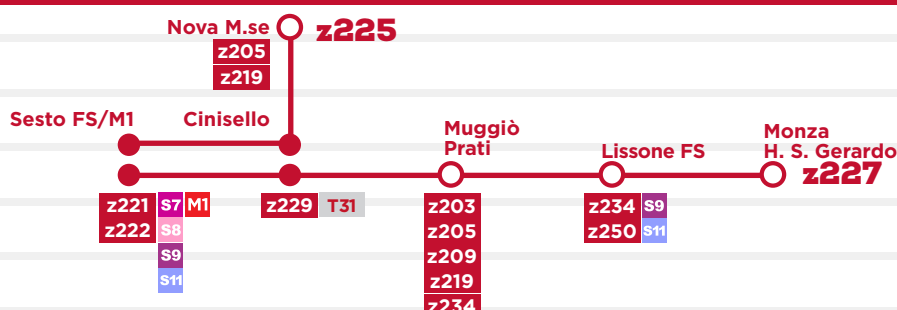 Nova M.se
z225
z205
z219
Sesto FS/M1
Cinisello
Muggiò
Prati
Lissone FS
Monza
H. S. Gerardo
z227
z221 S7 M1
z222 S8
S9
S11
z229 T31
z203
z205
z209
z219
z234
z234 S9
z250 S11